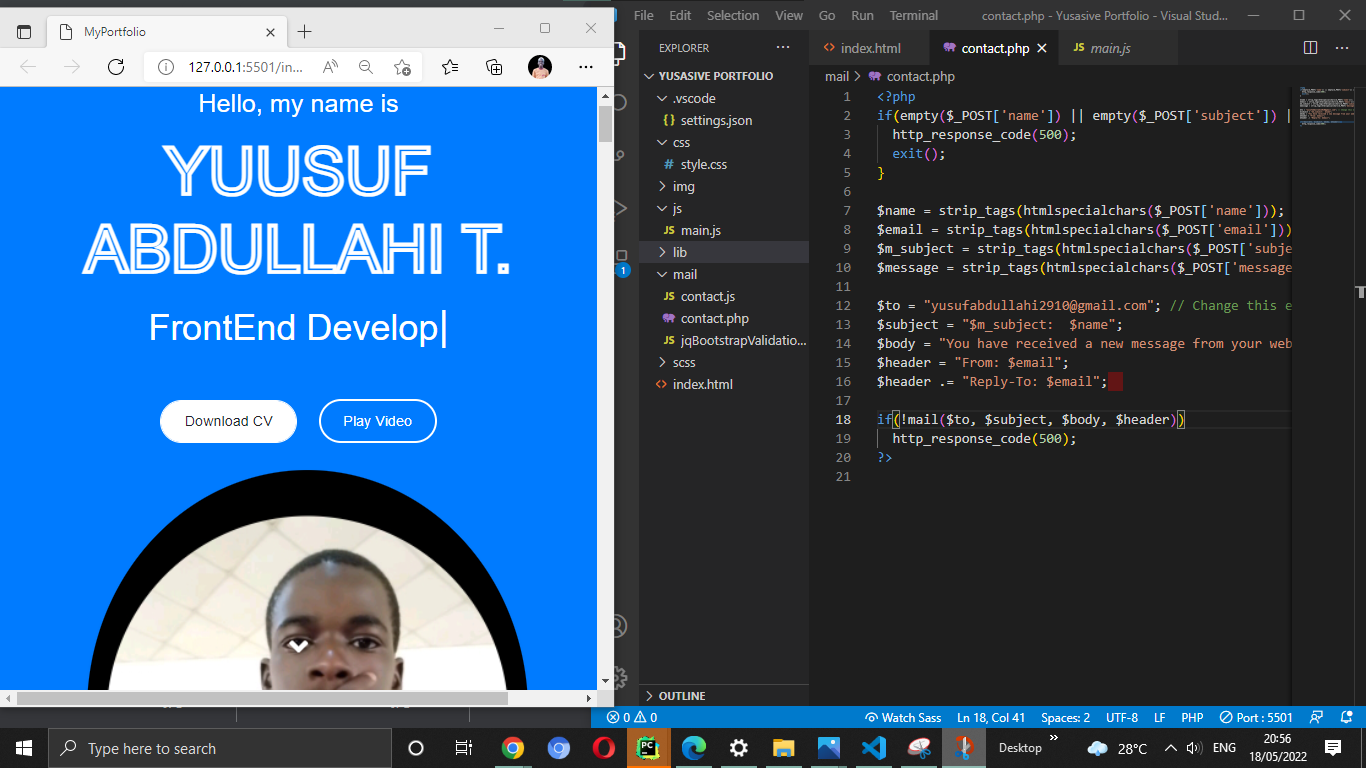 MyPortfolio
127.0.0.1:5501/in...
Hello, my name is
YUUSUF
ABDULLAHI T.
FrontEnd Develop
Download CV
Play Video
File Edit Selection View Go Run Terminal
contact.php - Yusasive Portfolio - Visual Stud...
EXPLORER
YUSASIVE PORTFOLIO
.vscode
{} settings.json
css
# style.css
img
js
JS main.js
lib
mail
JS contact.js
contact.php
JS jqBootstrapValidatio...
scss
<> index.html
OUTLINE
1
<> index.html
contact.php
JS main.js
mail > contact.php
1 <?php
2 if(empty($_POST['name']) || empty($_POST['subject']) |
3 http_response_code(500);
4 exit();
5 }
6
7 $name = strip_tags(htmlspecialchars($_POST['name']));
8 $email = strip_tags(htmlspecialchars($_POST['email']))
9 $m_subject = strip_tags(htmlspecialchars($_POST['subje
10 $message = strip_tags(htmlspecialchars($_POST['message
11
12 $to = "yusufabdullahi2910@gmail.com"; // Change this e
13 $subject = "$m_subject:  $name";
14 $body = "You have received a new message from your web
15 $header = "From: $email";
16 $header .= "Reply-To: $email";
17
18 if(!mail($to, $subject, $body, $header))
19 http_response_code(500);
20 ?>
21
0 0 Watch Sass Ln 18, Col 41 Spaces: 2 UTF-8 LF PHP Port : 5501
Type here to search
PC
Desktop
28°C
ENG
20:56
18/05/2022